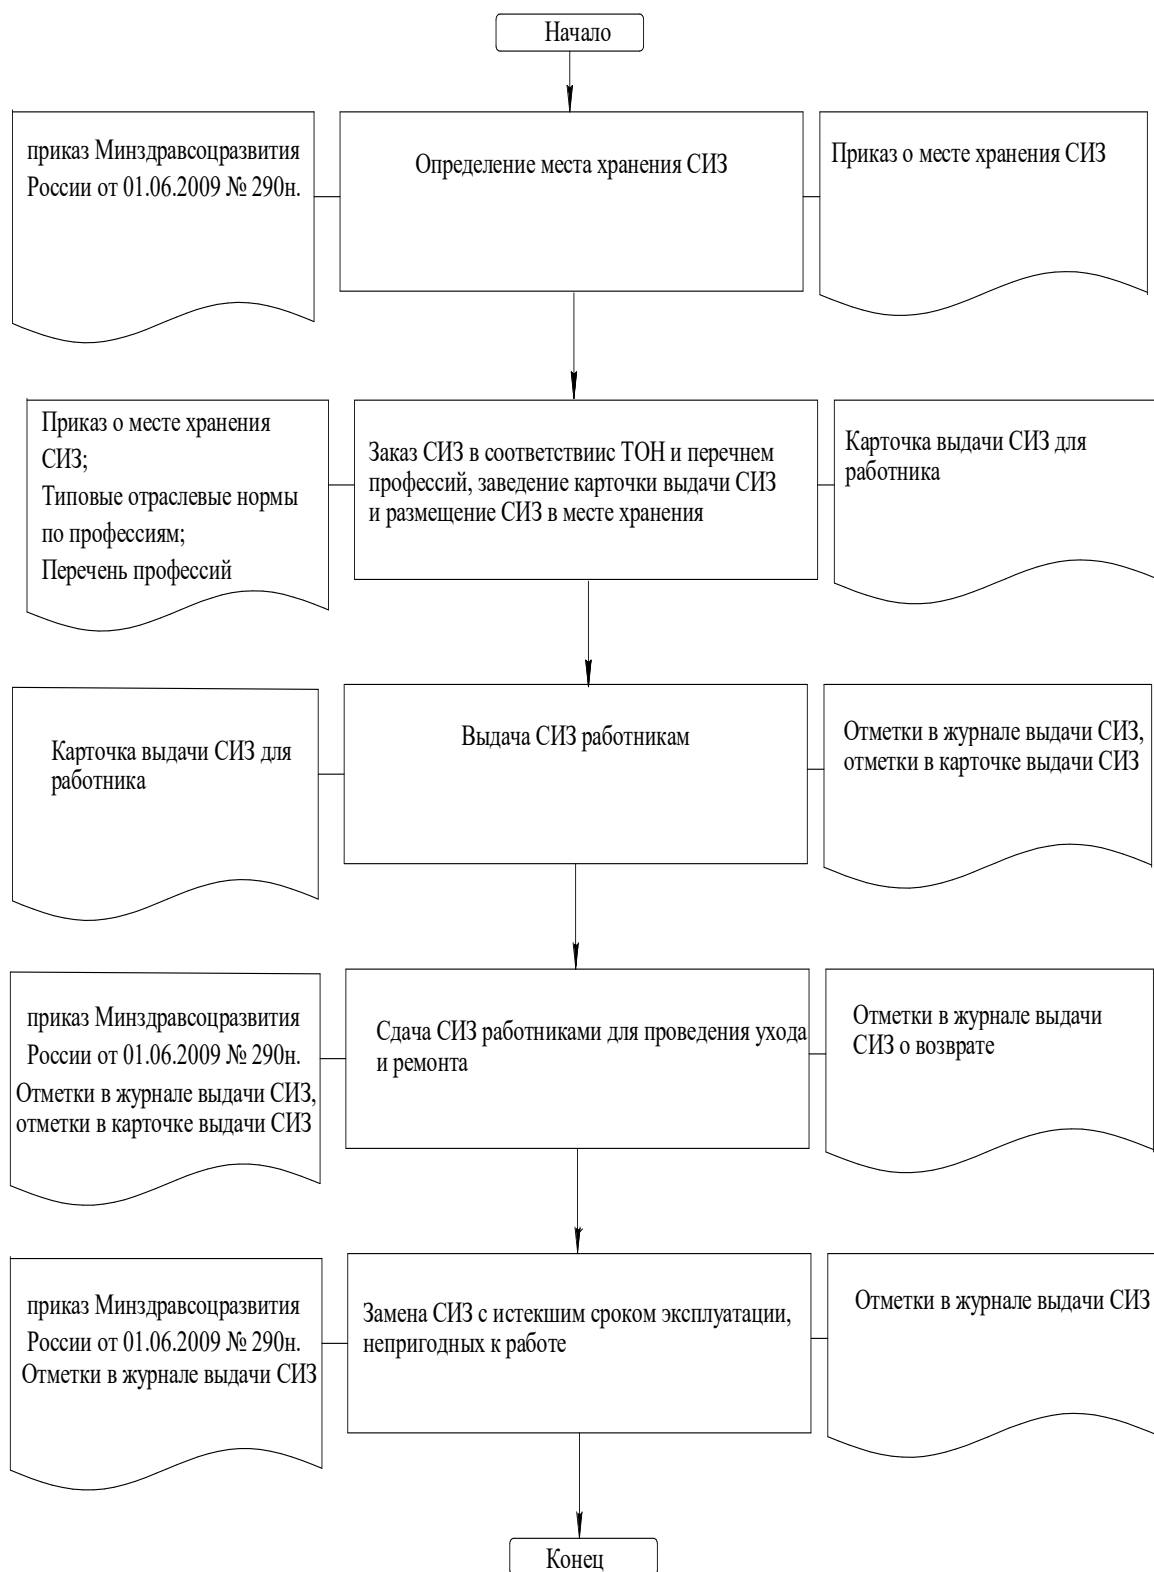 Начало
приказ Минздравсоцразвития
России от 01.06.2009 № 290н.
Определение места хранения СИЗ
Приказ о месте хранения СИЗ
Приказ о месте хранения
СИЗ;
Типовые отраслевые нормы
по профессиям;
Перечень профессий
Заказ СИЗ в соответствиис ТОН и перечнем
профессий, заведение карточки выдачи СИЗ
и размещение СИЗ в месте хранения
Карточка выдачи СИЗ для
работника
Карточка выдачи СИЗ для
работника
Выдача СИЗ работникам
Отметки в журнале выдачи СИЗ,
отметки в карточке выдачи СИЗ
приказ Минздравсоцразвития
России от 01.06.2009 № 290н.
Отметки в журнале выдачи СИЗ,
отметки в карточке выдачи СИЗ
Сдача СИЗ работниками для проведения ухода
и ремонта
Отметки в журнале выдачи
СИЗ о возврате
приказ Минздравсоцразвития
России от 01.06.2009 № 290н.
Отметки в журнале выдачи СИЗ
Замена СИЗ с истекшим сроком эксплуатации,
непригодных к работе
Отметки в журнале выдачи СИЗ
Конец